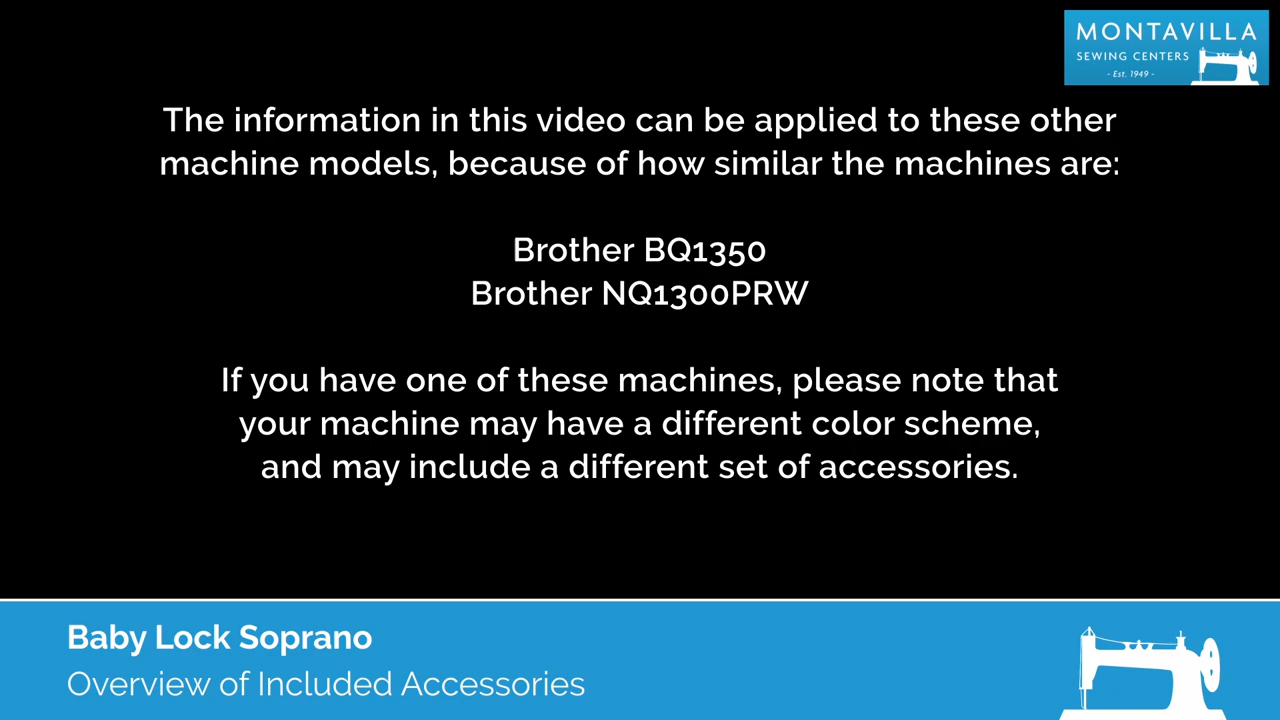 MONTAVILLA
SEWING CENTERS
- Est. 1949 -
The information in this video can be applied to these other
machine models, because of how similar the machines are:
Brother BQ1350
Brother NQ1300PRW
If you have one of these machines, please note that
your machine may have a different color scheme,
and may include a different set of accessories.
Baby Lock Soprano
Overview of Included Accessories